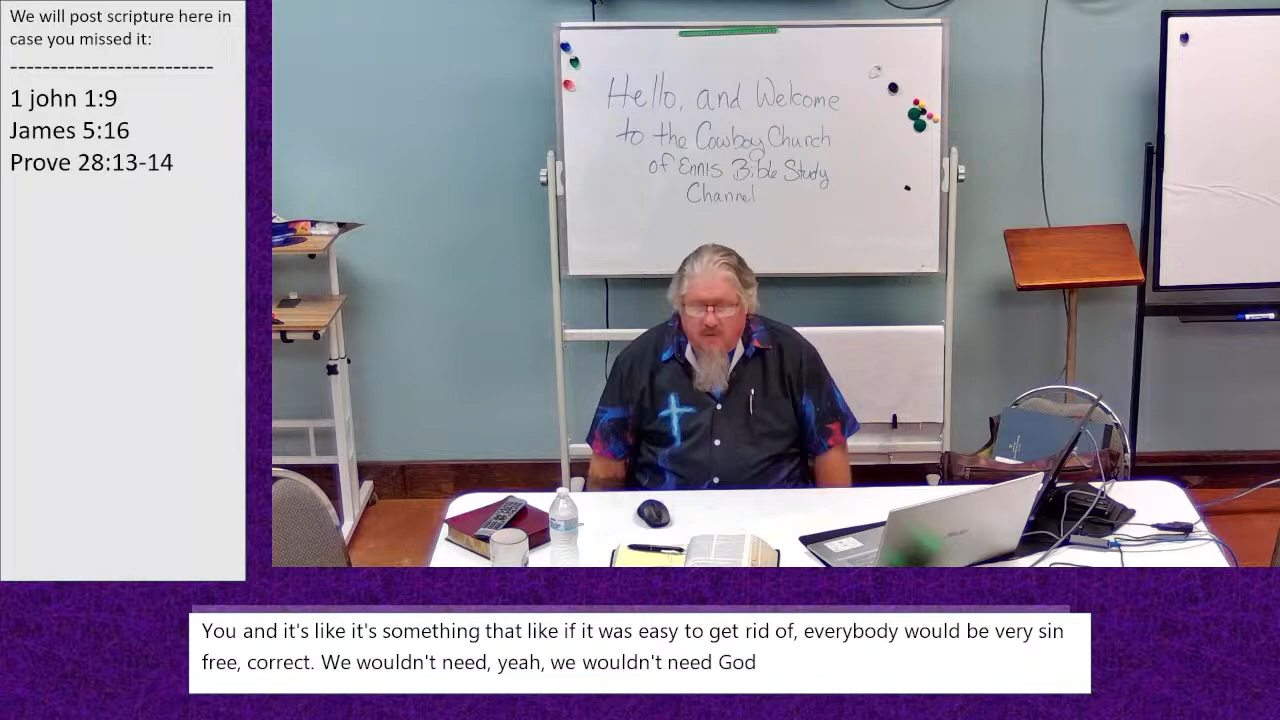 We will post scripture here in
case you missed it:
------------------------
1 john 1:9
James 5:16
Prove 28:13-14
Hello, and Welcome
to the Cowboy Church
of Ennis Bible Study
Channel
You and it's like it's something that like if it was easy to get rid of, everybody would be very sin
free, correct. We wouldn't need, yeah, we wouldn't need God